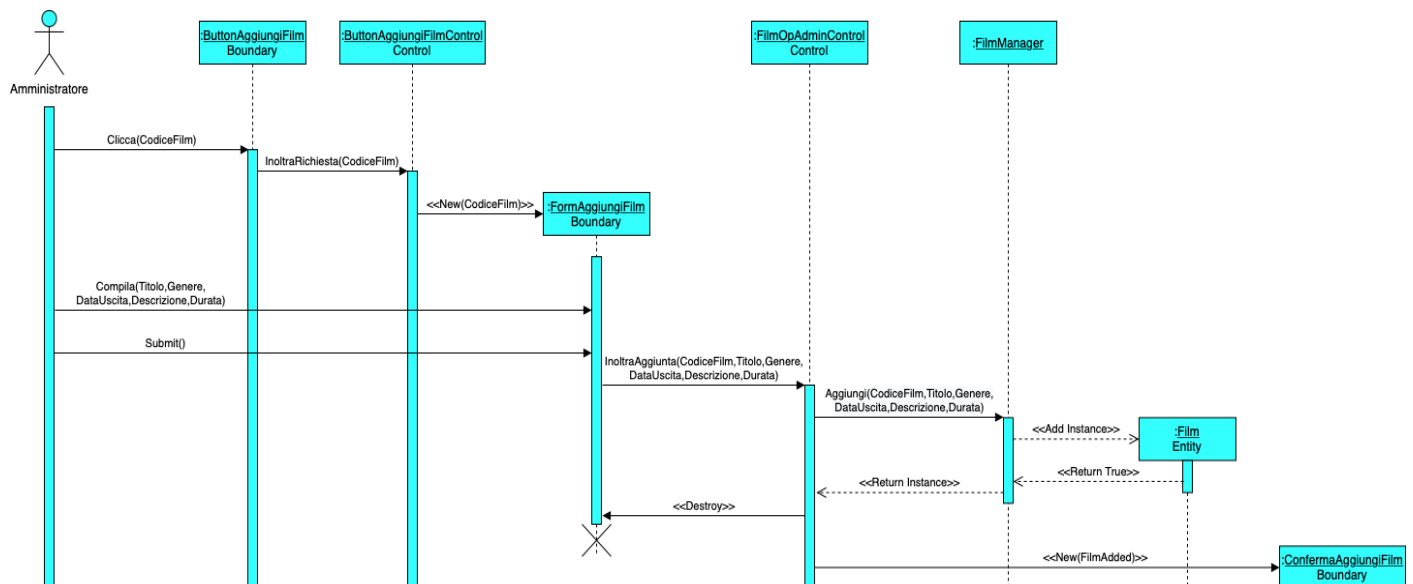 :ButtonAggiungiFilm
Boundary
:ButtonAggiungiFilmControl
Control
:FilmOpAdminControl
Control
:FilmManager
Amministratore
Clicca(CodiceFilm)
InoltraRichiesta(CodiceFilm)
<<New(CodiceFilm)>>
:FormAggiungiFilm
Boundary
Compila(Titolo,Genere,
DataUscita,Descrizione,Durata)
Submit()
InoltraAggiunta(CodiceFilm,Titolo,Genere,
DataUscita,Descrizione,Durata)
Aggiungi(CodiceFilm,Titolo,Genere,
DataUscita,Descrizione,Durata)
<<Add Instance>>
:Film
Entity
<<Return True>>
<<Return Instance>>
<<Destroy>>
<<New(FilmAdded)>>
:ConfermaAggiungiFilm
Boundary